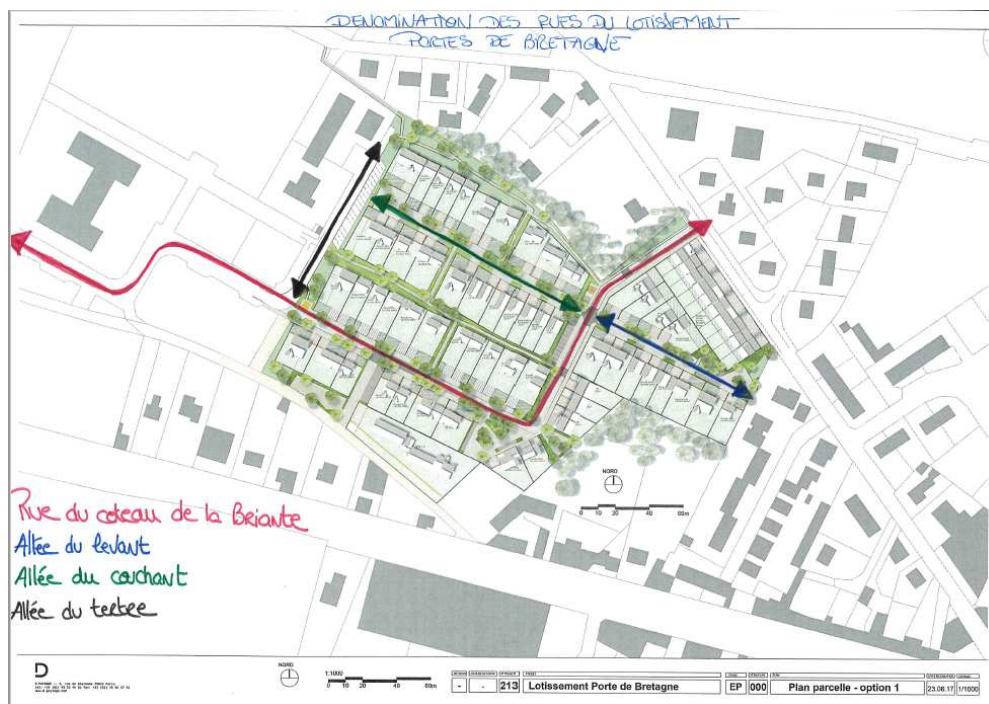 DENOMINATION DES RUES DU LOTISSEMENT
PORTES DE BRETAGNE
NORD
0 10 20 40 60m
Rue du coteau de la Briante
Allée du levant
Allée du couchant
Allée du tertre
D
NORD
1:1000
0 10 20 40 60m
- - 213 Lotissement Porte de Bretagne EP 000 Plan parcelle - option 1 23.06.17 1/1000